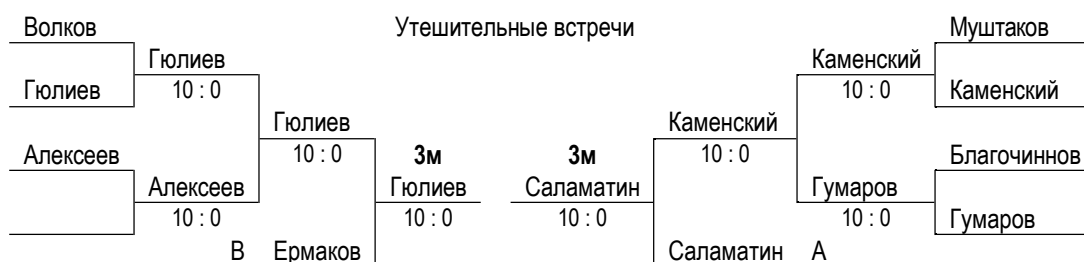 Волков Утешительные встречи Муштаков
Гюлиев Каменский
Гюлиев 10 : 0 10 : 0 Каменский
Гюлиев Каменский
Алексеев 10 : 0 3м 3м 10 : 0 Благочиннов
Алексеев Гюлиев Саламатин Гумаров
10 : 0 10 : 0 10 : 0 10 : 0 Гумаров
В Ермаков Саламатин А